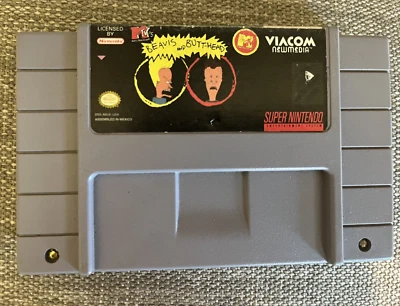 LICENSED
BY
Nintendo
MTV's
BEAVIS AND BUTT-HEAD
VIACOM
newmedia
ASSEMBLED IN MEXICO
SUPER NINTENDO
ENTERTAINMENT SYSTEM